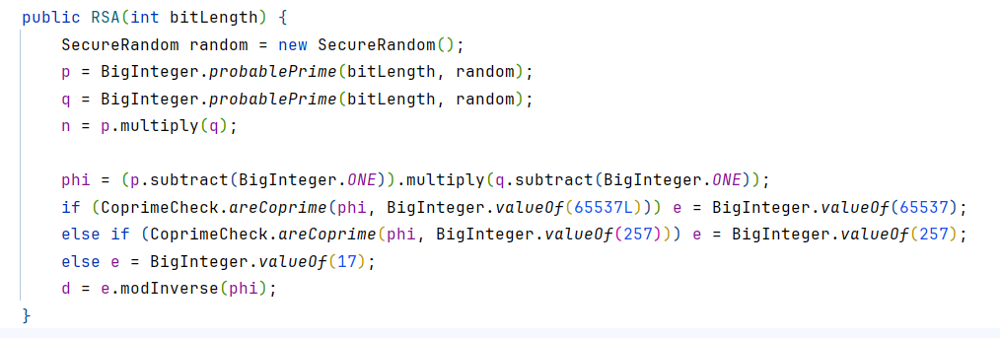 public RSA(int bitLength) {
    SecureRandom random = new SecureRandom();
    p = BigInteger.probablePrime(bitLength, random);
    q = BigInteger.probablePrime(bitLength, random);
    n = p.multiply(q);

    phi = (p.subtract(BigInteger.ONE)).multiply(q.subtract(BigInteger.ONE));
    if (CoprimeCheck.areCoprime(phi, BigInteger.valueOf(65537L))) e = BigInteger.valueOf(65537);
    else if (CoprimeCheck.areCoprime(phi, BigInteger.valueOf(257))) e = BigInteger.valueOf(257);
    else e = BigInteger.valueOf(17);
    d = e.modInverse(phi);
}